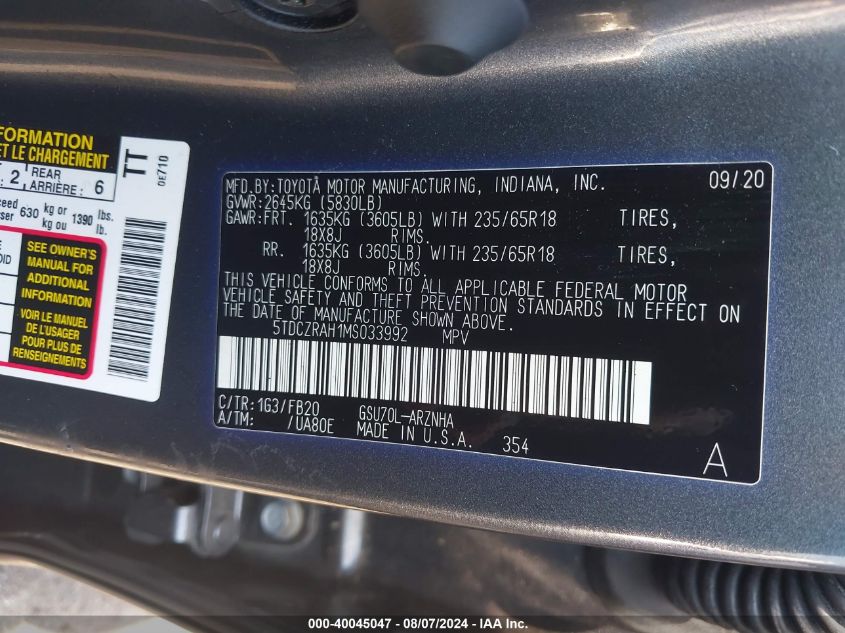 FORMATION
ET LE CHARGEMENT
2 REAR ARRIÈRE: 6
630 kg or kg ou 1390 lbs. lb.
SEE OWNER'S
MANUAL FOR
ADDITIONAL
INFORMATION
VOIR LE MANUEL
DE L'USAGER
POUR PLUS DE
RENSEIGNEMENTS
TT
0E710
MFD.BY:TOYOTA MOTOR MANUFACTURING, INDIANA, INC. 09/20
GVWR:2645KG (5830LB)
GAWR:FRT. 1635KG (3605LB) WITH 235/65R18 TIRES,
18X8J RIMS.
RR. 1635KG (3605LB) WITH 235/65R18 TIRES,
18X8J RIMS.
THIS VEHICLE CONFORMS TO ALL APPLICABLE FEDERAL MOTOR
VEHICLE SAFETY AND THEFT PREVENTION STANDARDS IN EFFECT ON
THE DATE OF MANUFACTURE SHOWN ABOVE.
5TDCZRAH1MS033992 MPV
C/TR:1G3/FB20 GSU70L-ARZNHA
A/TM: /UA80E MADE IN U.S.A. 354
A
000-40045047 - 08/07/2024 - IAA Inc.